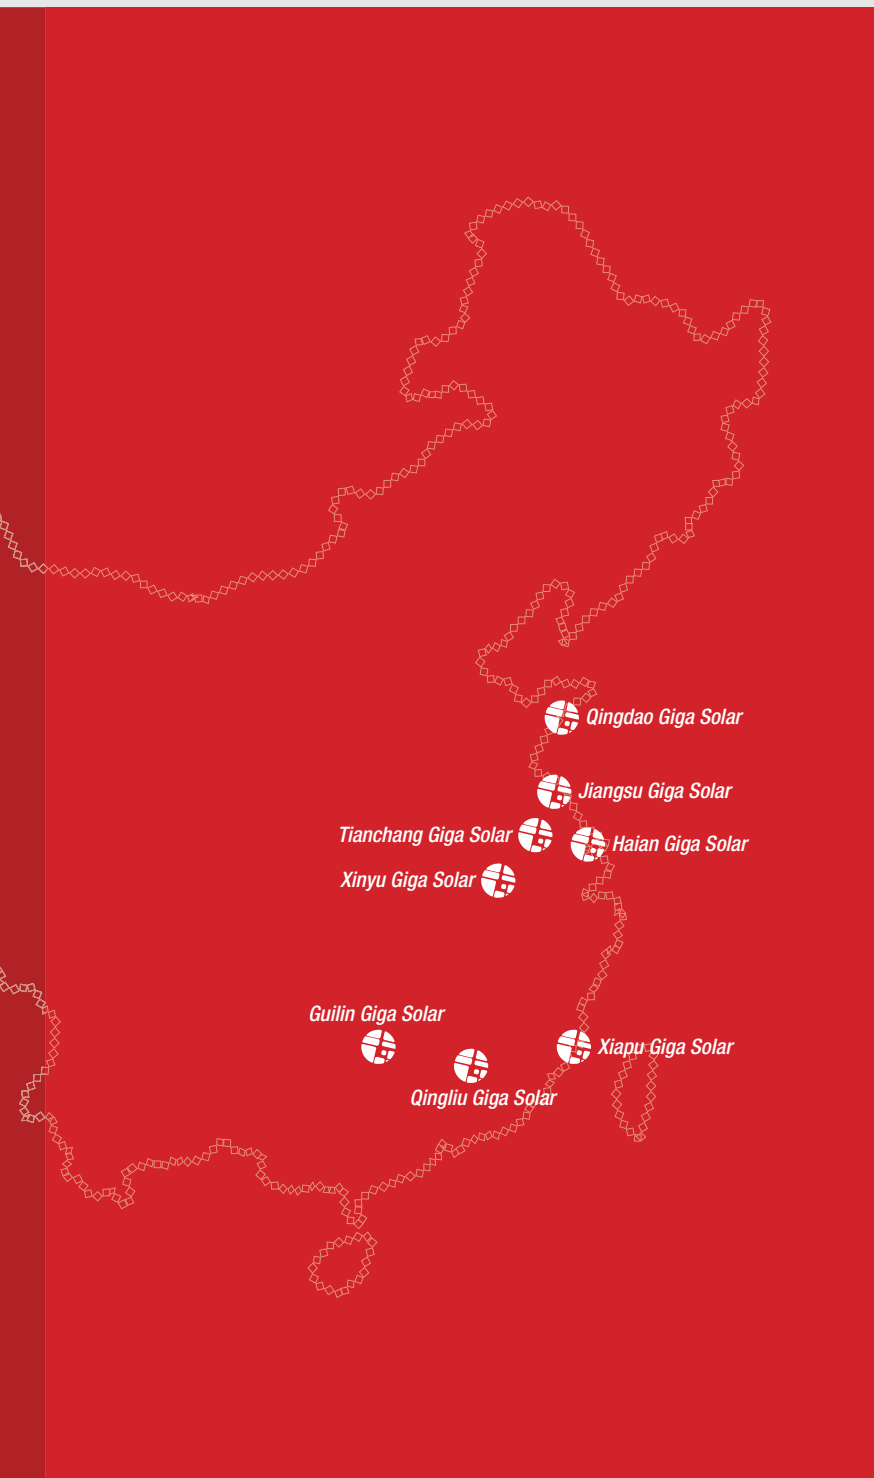 Qingdao Giga Solar
Jiangsu Giga Solar
Tianchang Giga Solar
Haian Giga Solar
Xinyu Giga Solar
Guilin Giga Solar
Xiapu Giga Solar
Qingliu Giga Solar